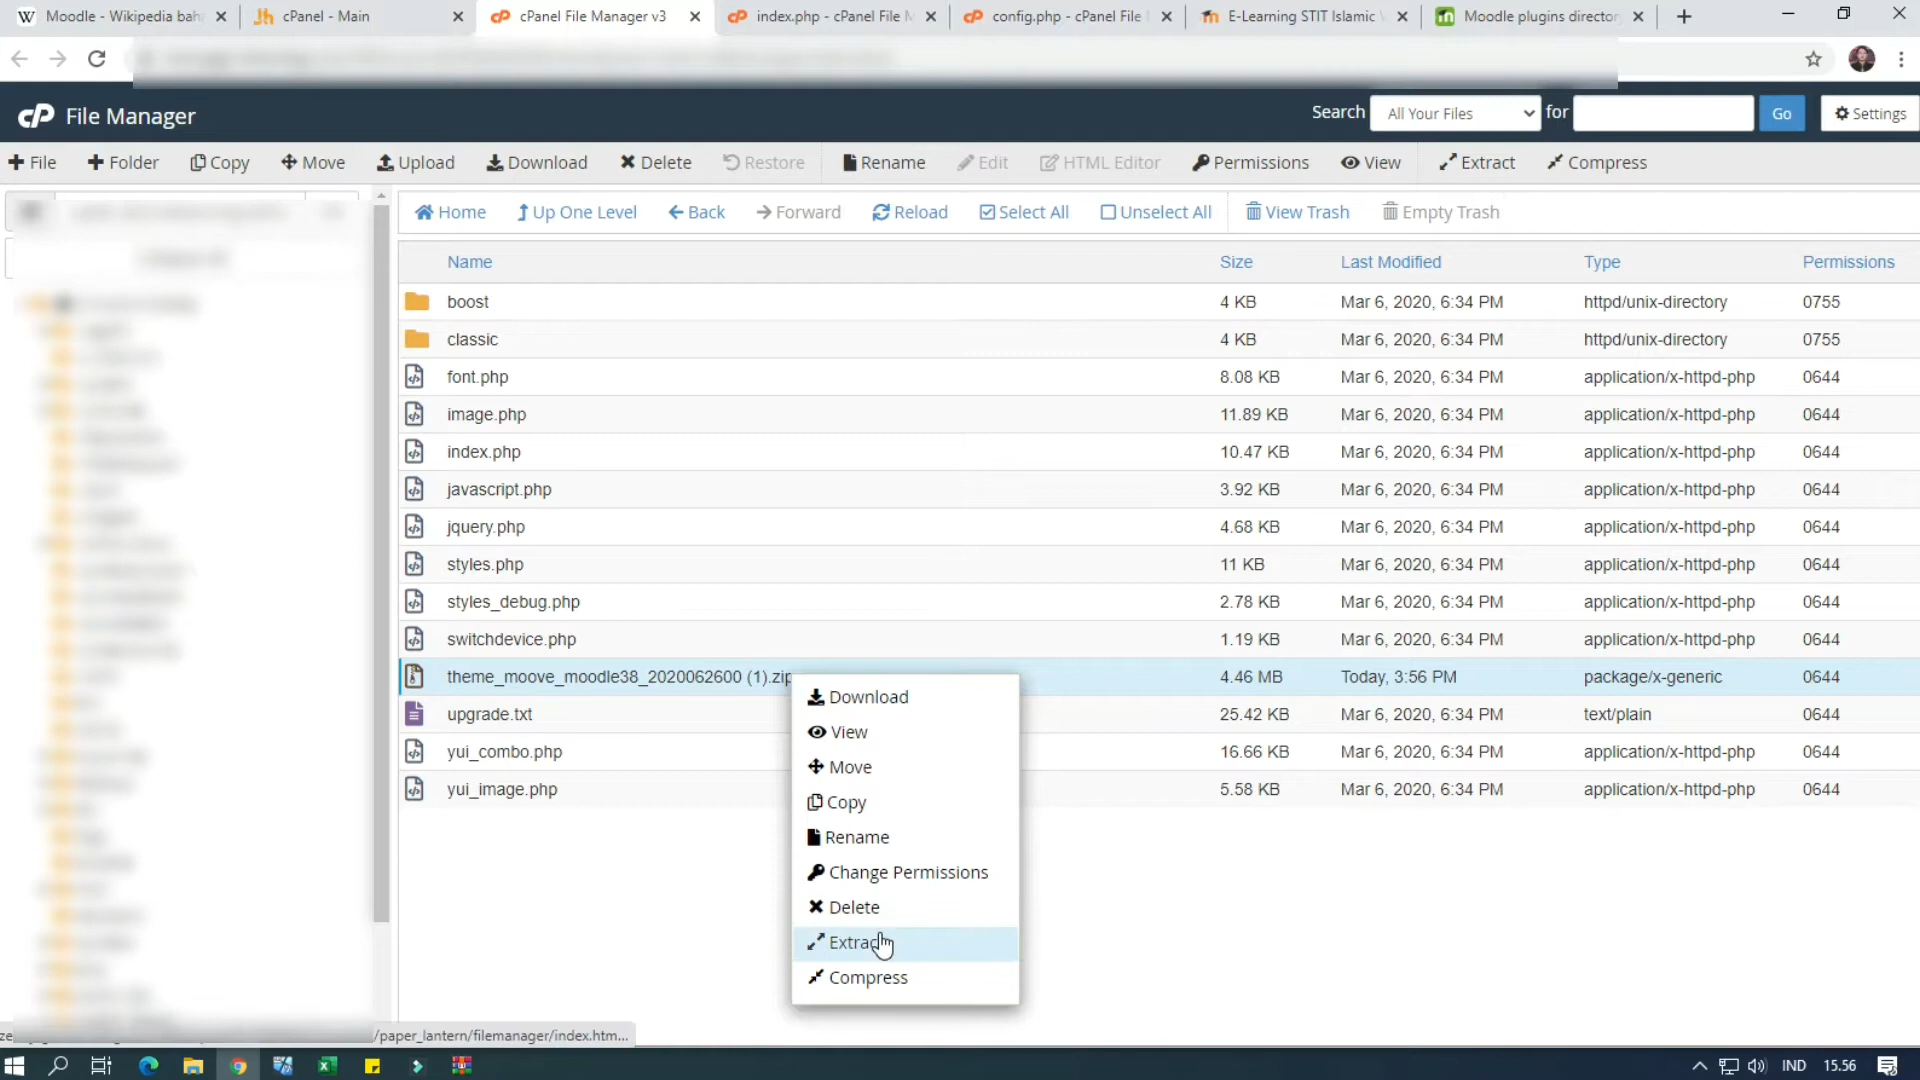 Moodle - Wikipedia bah
cPanel - Main
cPanel File Manager v3
index.php - cPanel File M
config.php - cPanel File
E-Learning STIT Islamic
Moodle plugins director
cP File Manager
Search All Your Files for Go Settings
File Folder Copy Move Upload Download Delete Restore Rename Edit HTML Editor Permissions View Extract Compress
Home Up One Level Back Forward Reload Select All Unselect All View Trash Empty Trash
Name Size Last Modified Type Permissions
boost 4 KB Mar 6, 2020, 6:34 PM httpd/unix-directory 0755
classic 4 KB Mar 6, 2020, 6:34 PM httpd/unix-directory 0755
font.php 8.08 KB Mar 6, 2020, 6:34 PM application/x-httpd-php 0644
image.php 11.89 KB Mar 6, 2020, 6:34 PM application/x-httpd-php 0644
index.php 10.47 KB Mar 6, 2020, 6:34 PM application/x-httpd-php 0644
javascript.php 3.92 KB Mar 6, 2020, 6:34 PM application/x-httpd-php 0644
jquery.php 4.68 KB Mar 6, 2020, 6:34 PM application/x-httpd-php 0644
styles.php 11 KB Mar 6, 2020, 6:34 PM application/x-httpd-php 0644
styles_debug.php 2.78 KB Mar 6, 2020, 6:34 PM application/x-httpd-php 0644
switchdevice.php 1.19 KB Mar 6, 2020, 6:34 PM application/x-httpd-php 0644
theme_moove_moodle38_2020062600 (1).zip 4.46 MB Today, 3:56 PM package/x-generic 0644
upgrade.txt 25.42 KB Mar 6, 2020, 6:34 PM text/plain 0644
yui_combo.php 16.66 KB Mar 6, 2020, 6:34 PM application/x-httpd-php 0644
yui_image.php 5.58 KB Mar 6, 2020, 6:34 PM application/x-httpd-php 0644
Download
View
Move
Copy
Rename
Change Permissions
Delete
Extract
Compress
/paper_lantern/filemanager/index.htm...
IND 15.56